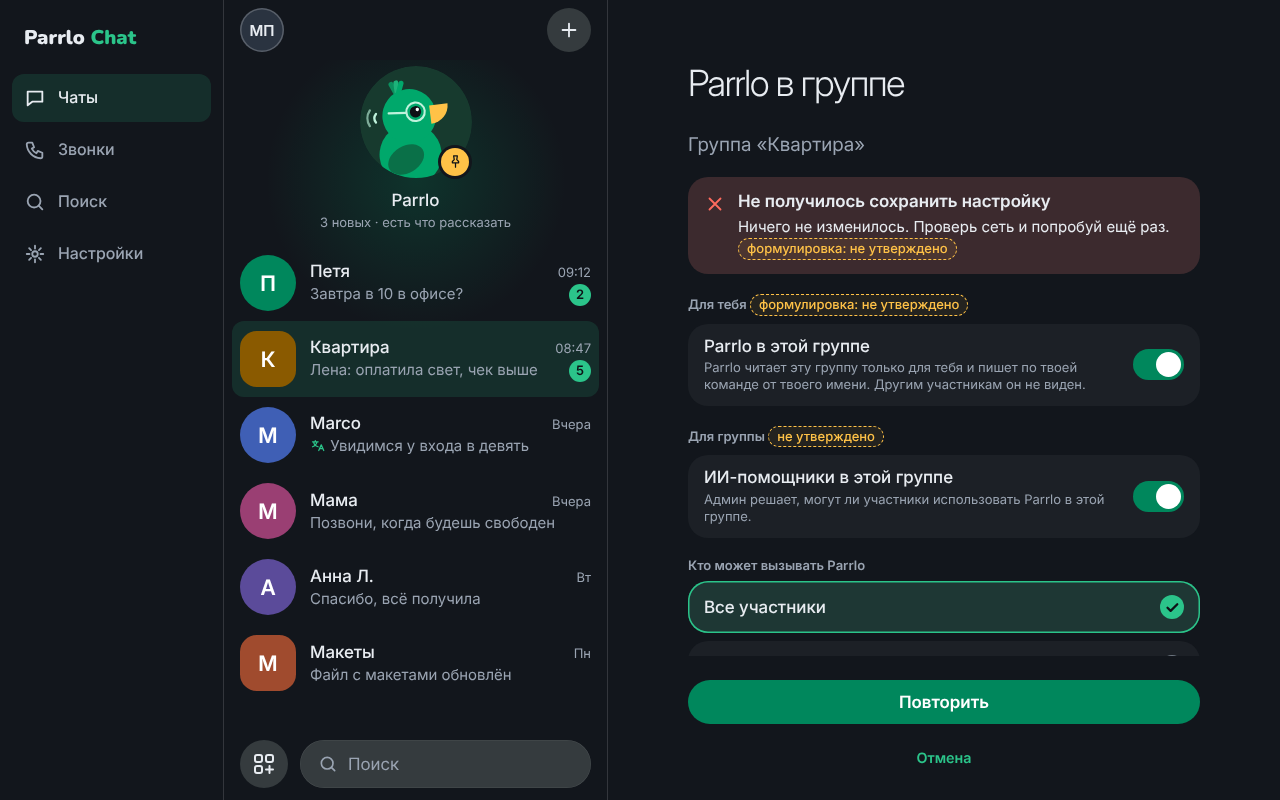 Parrlo Chat
Чаты
Звонки
Поиск
Настройки
МП
Parrlo
3 новых · есть что рассказать
П
Петя
09:12
Завтра в 10 в офисе?
2
К
Квартира
08:47
Лена: оплатила свет, чек выше
5
M
Marco
Вчера
Увидимся у входа в девять
М
Мама
Вчера
Позвони, когда будешь свободен
А
Анна Л.
Вт
Спасибо, всё получила
М
Макеты
Пн
Файл с макетами обновлён
Поиск
Parrlo в группе
Группа «Квартира»
Не получилось сохранить настройку
Ничего не изменилось. Проверь сеть и попробуй ещё раз.
формулировка: не утверждено
Для тебя формулировка: не утверждено
Parrlo в этой группе
Parrlo читает эту группу только для тебя и пишет по твоей
команде от твоего имени. Другим участникам он не виден.
Для группы не утверждено
ИИ-помощники в этой группе
Админ решает, могут ли участники использовать Parrlo в этой
группе.
Кто может вызывать Parrlo
Все участники
Повторить
Отмена